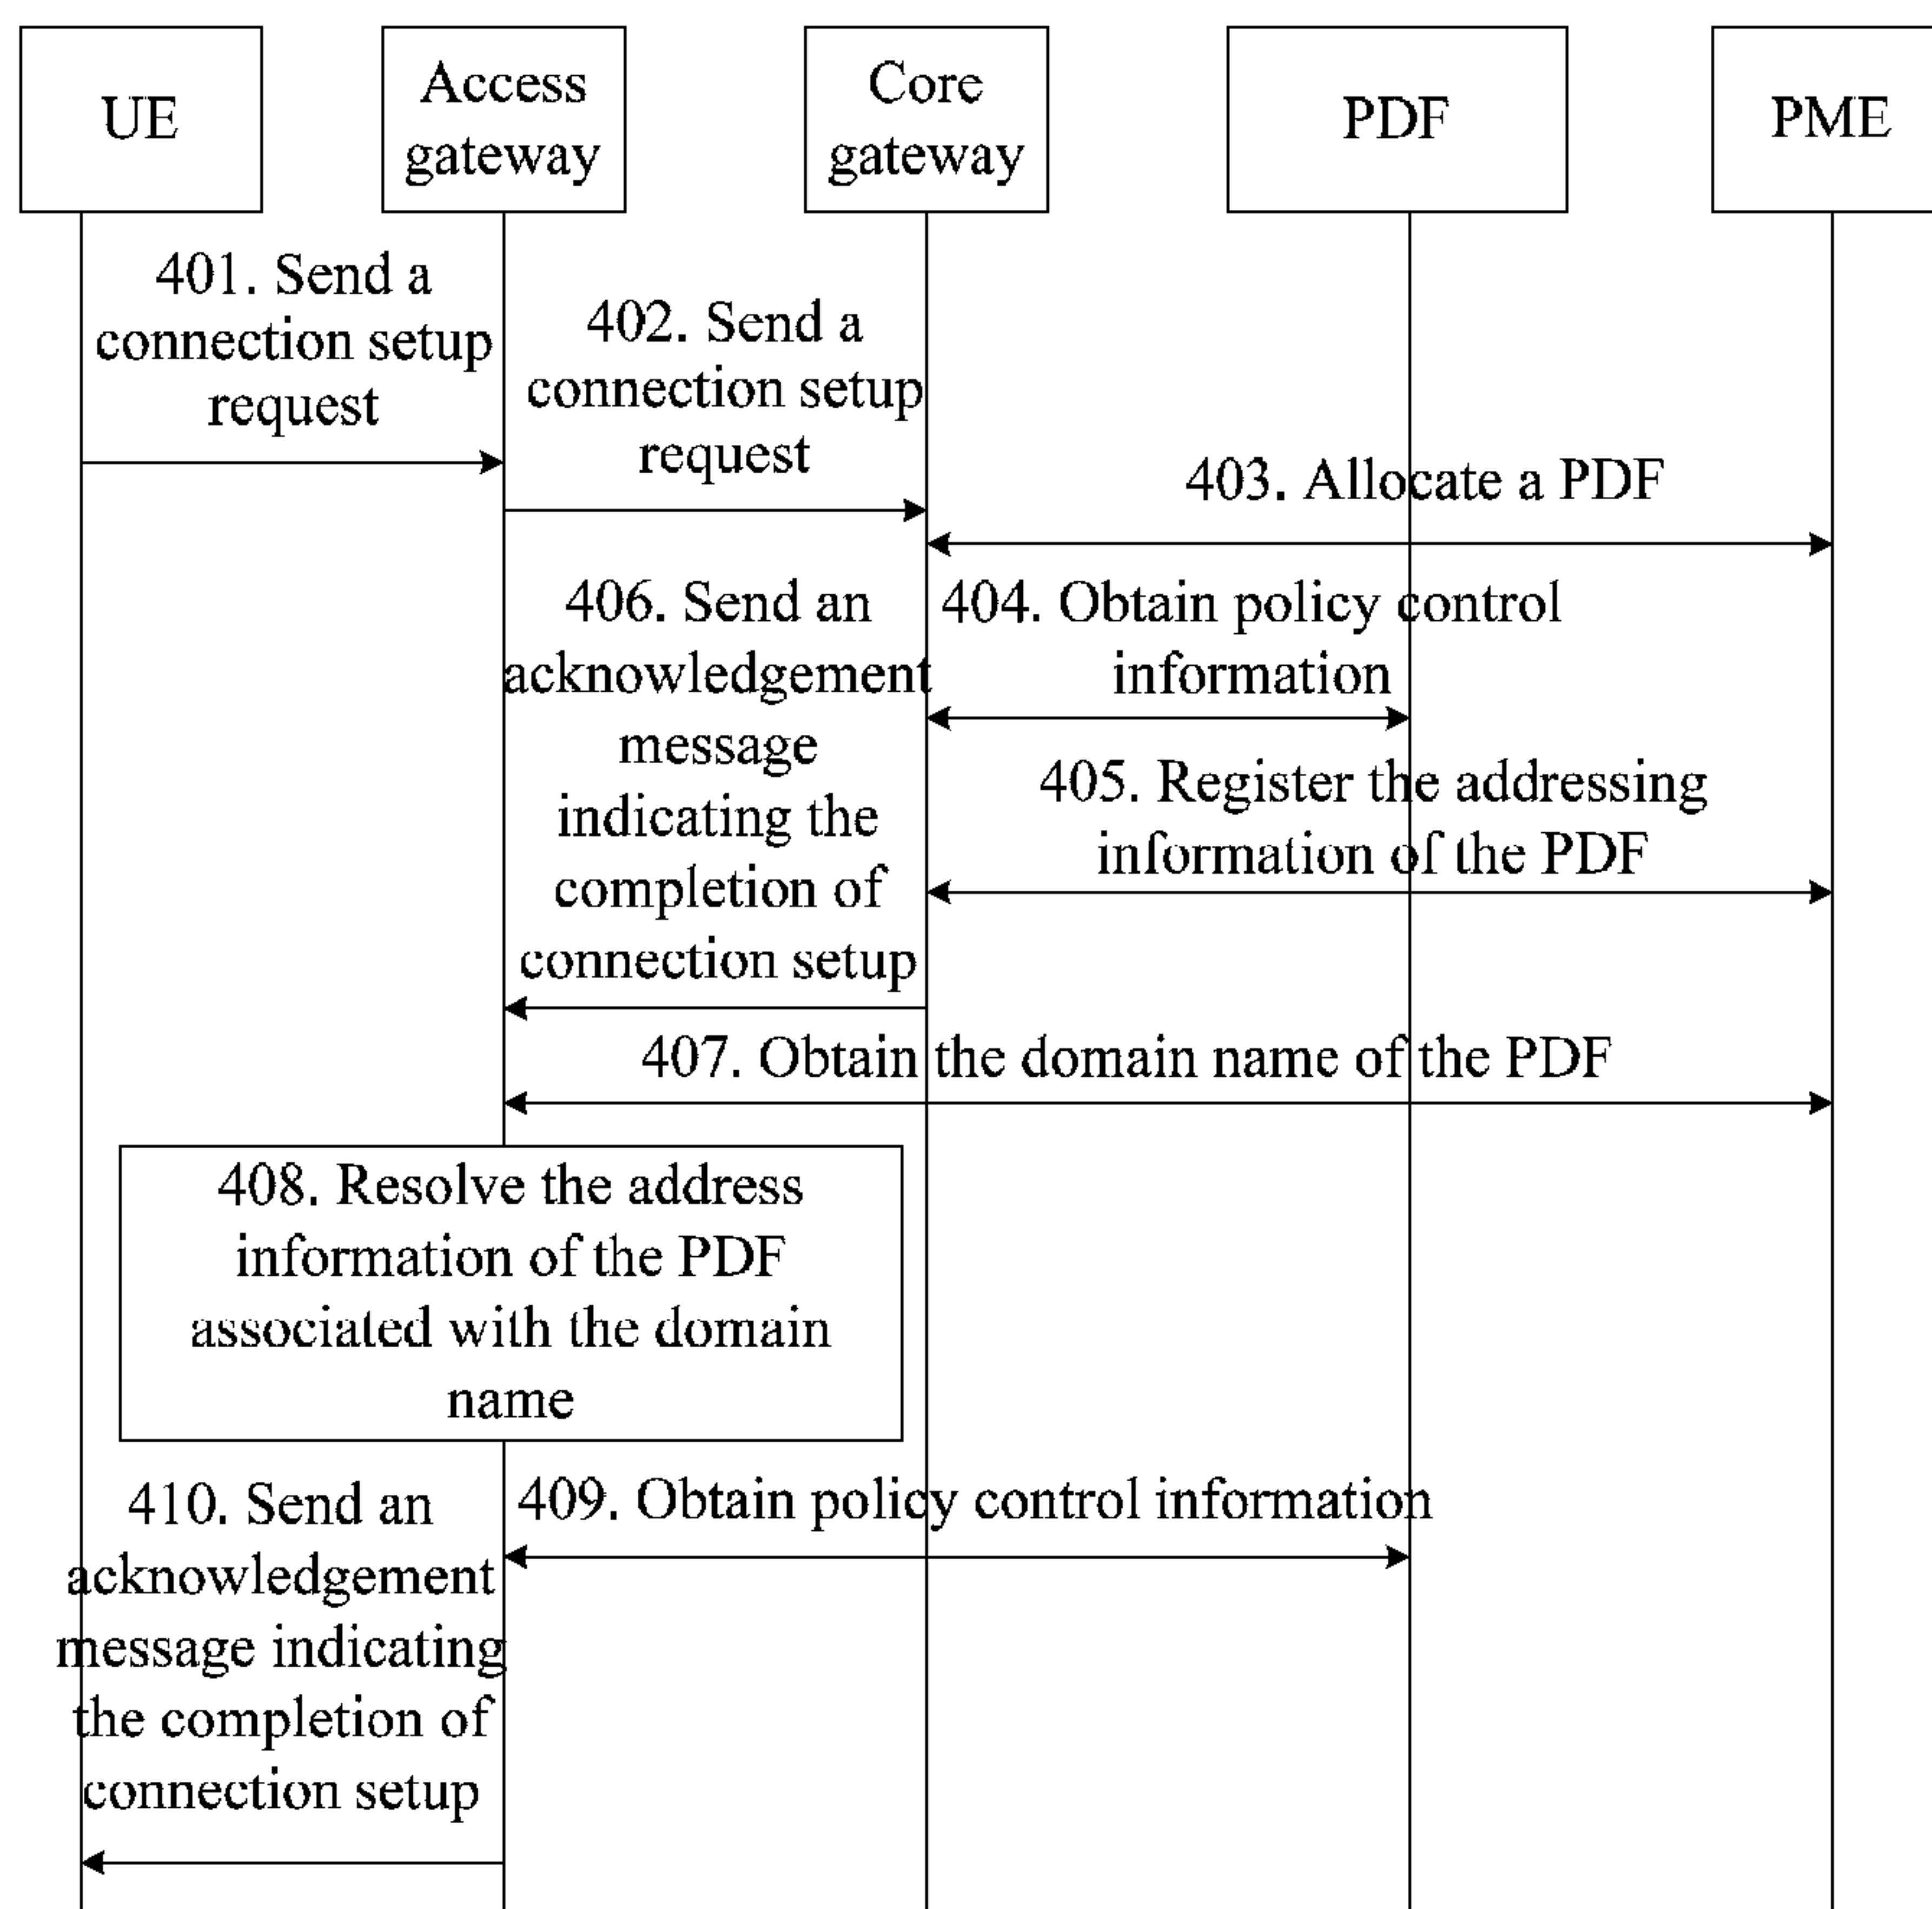 UE
Access
gateway
Core
gateway
PDF
PME
401. Send a
connection setup
request
402. Send a
connection setup
request
403. Allocate a PDF
404. Obtain policy control
information
405. Register the addressing
information of the PDF
406. Send an
acknowledgement
message
indicating the
completion of
connection setup
407. Obtain the domain name of the PDF
408. Resolve the address
information of the PDF
associated with the domain
name
409. Obtain policy control information
410. Send an
acknowledgement
message indicating
the completion of
connection setup